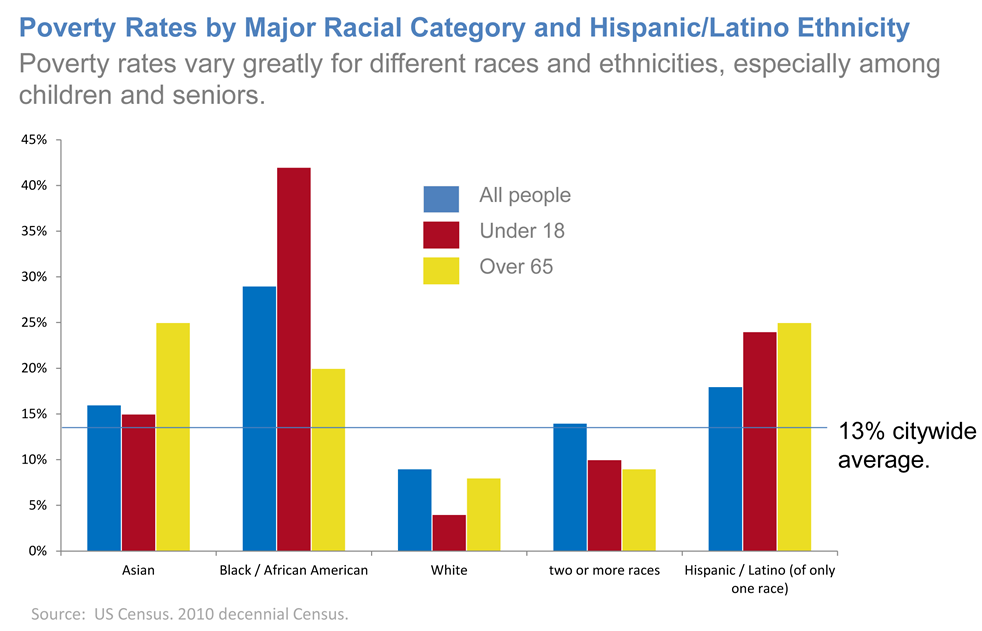 Poverty Rates by Major Racial Category and Hispanic/Latino Ethnicity
Poverty rates vary greatly for different races and ethnicities, especially among
children and seniors.
45%
40%
35%
30%
25%
20%
15%
10%
5%
0%
All people
Under 18
Over 65
13% citywide
average.
Asian
Black / African American
White
two or more races
Hispanic / Latino (of only
one race)
Source:  US Census. 2010 decennial Census.